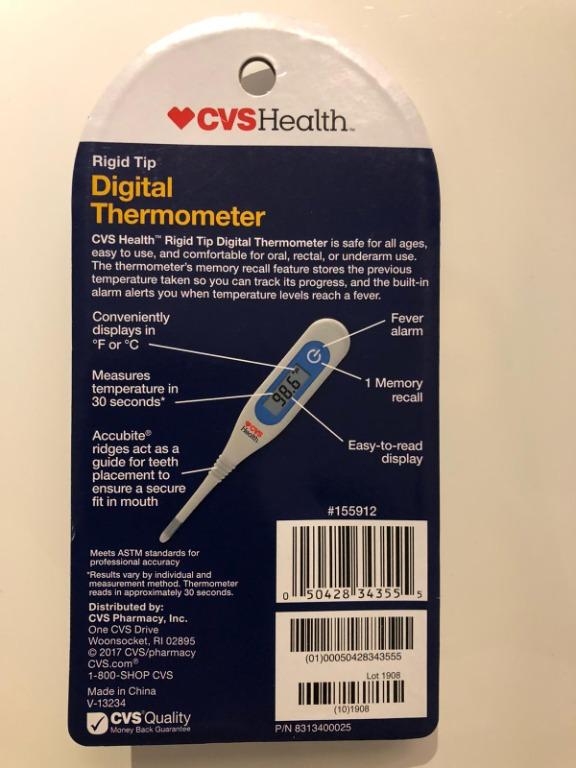 CVSHealth™
Rigid Tip
Digital
Thermometer
CVS Health™ Rigid Tip Digital Thermometer is safe for all ages,
easy to use, and comfortable for oral, rectal, or underarm use.
The thermometer's memory recall feature stores the previous
temperature taken so you can track its progress, and the built-in
alarm alerts you when temperature levels reach a fever.
Conveniently
displays in
°F or °C
Fever
alarm
Measures
temperature in
30 seconds*
1 Memory
recall
98.6
°F
CVS
Health
Accubite®
ridges act as a
guide for teeth
placement to
ensure a secure
fit in mouth
Easy-to-read
display
#155912
0 50428 34355 5
Meets ASTM standards for
professional accuracy
*Results vary by individual and
measurement method. Thermometer
reads in approximately 30 seconds.
Distributed by:
CVS Pharmacy, Inc.
One CVS Drive
Woonsocket, RI 02895
© 2017 CVS/pharmacy
CVS.com®
1-800-SHOP CVS
Made in China
V-13234
CVS Quality
Money Back Guarantee
(01)00050428343555
Lot 1908
(10)1908
P/N 8313400025